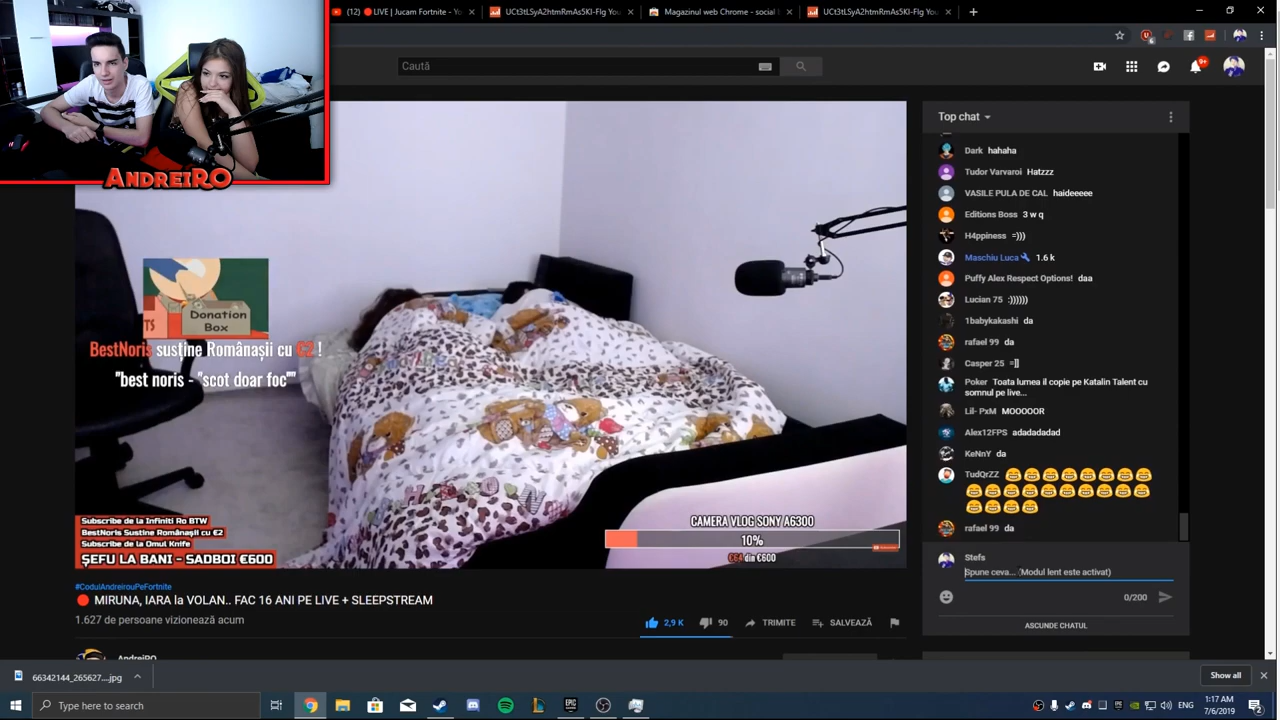 (12) 🔴LIVE | Jucam Fortnite - Yo
UCt3tLSyA2htmRmAs5KI-Flg You
Magazinul web Chrome - social
UCt3tLSyA2htmRmAs5KI-Flg You
Caută
9+
ANDREIRO
Donation
Box
BestNoris susține Românașii cu €2 !
"best noris - "scot doar foc""
Subscribe de la Infiniti Ro BTW
BestNoris Sustine Românașii cu €2
Subscribe de la Omul Knife
ȘEFU LA BANI - SADBOI €600
CAMERA VLOG SONY A6300
10%
€64 din €600
#CodulAndreirouPeFortnite
🔴 MIRUNA, IARA la VOLAN.. FAC 16 ANI PE LIVE + SLEEPSTREAM
1.627 de persoane vizionează acum
2,9 K
90
TRIMITE
SALVEAZĂ
AndreiRO
Top chat
Dark hahaha
Tudor Varvaroi Hatzzz
VASILE PULA DE CAL haideeeee
Editions Boss 3 w q
H4ppiness =)))
Maschiu Luca 1.6 k
Puffy Alex Respect Options! daa
Lucian 75 :))))))
1babykakashi da
rafael 99 da
Casper 25 =]]
Poker Toata lumea il copie pe Katalin Talent cu
somnul pe live...
Lil- PxM MOOOOOR
Alex12FPS adadadadad
KeNnY da
TudQrZZ 😂😂😂😂😂😂😂😂
😂😂😂😂😂😂😂😂😂😂
😂😂😂😂
rafael 99 da
Stefs
Spune ceva... (Modul lent este activat)
0/200
ASCUNDE CHATUL
66342144_265627....jpg
Show all
Type here to search
ENG
1:17 AM
7/6/2019